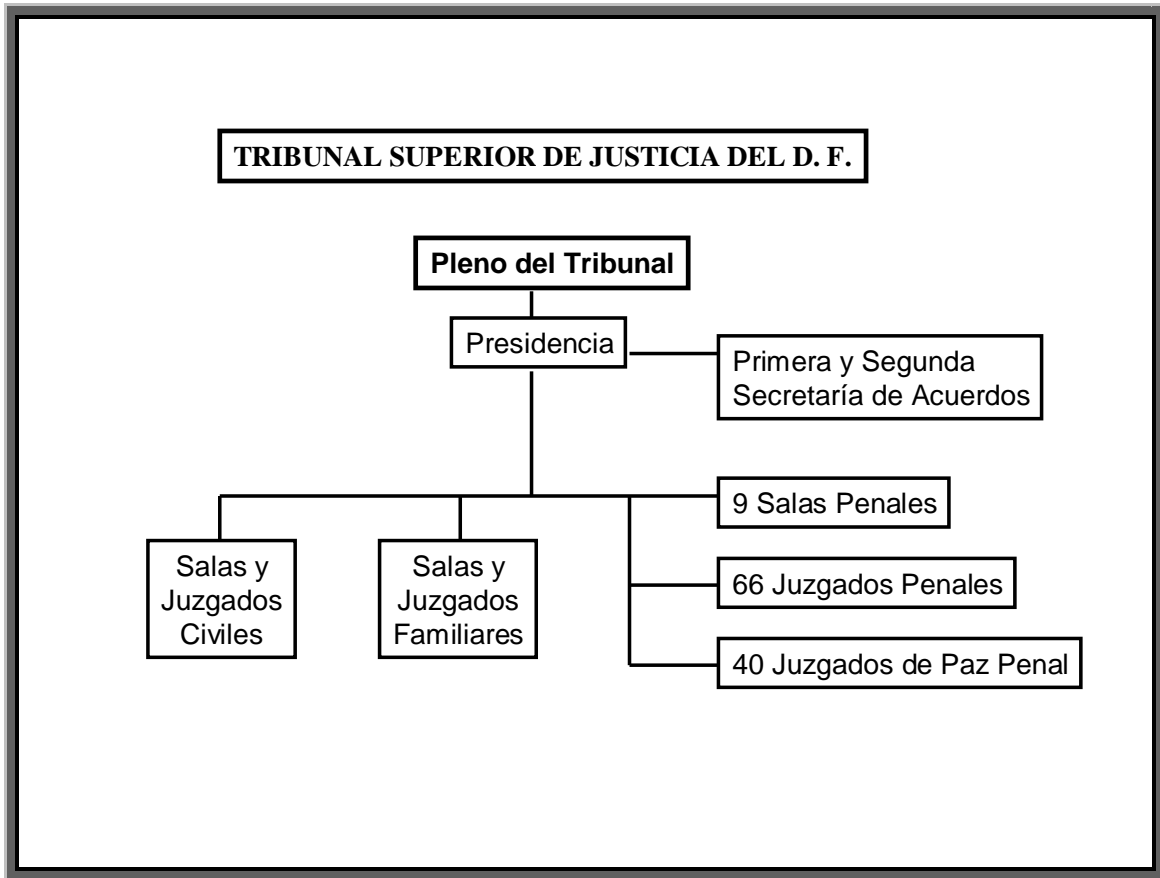 TRIBUNAL SUPERIOR DE JUSTICIA DEL D. F.
Pleno del Tribunal
Presidencia
Primera y Segunda
Secretaría de Acuerdos
9 Salas Penales
Salas y
Juzgados
Civiles
Salas y
Juzgados
Familiares
66 Juzgados Penales
40 Juzgados de Paz Penal